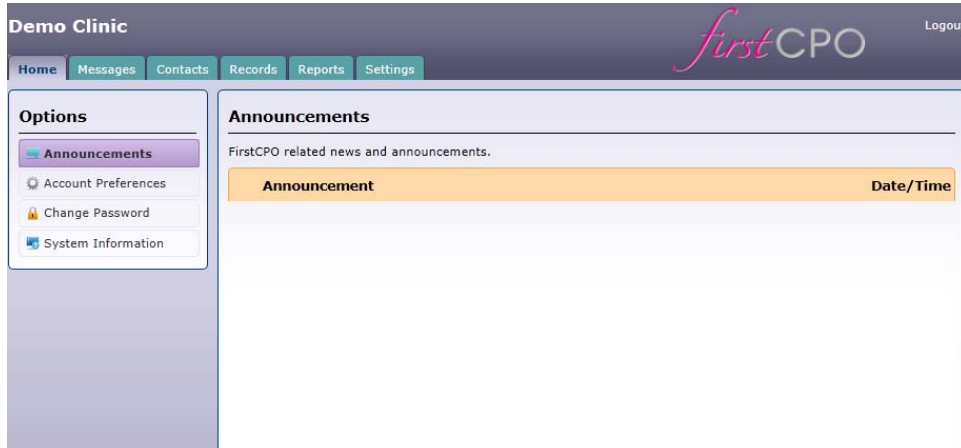 Demo Clinic
firstCPO
Logou
Home Messages Contacts Records Reports Settings
Options
Announcements
Account Preferences
Change Password
System Information
Announcements
FirstCPO related news and announcements.
Announcement Date/Time